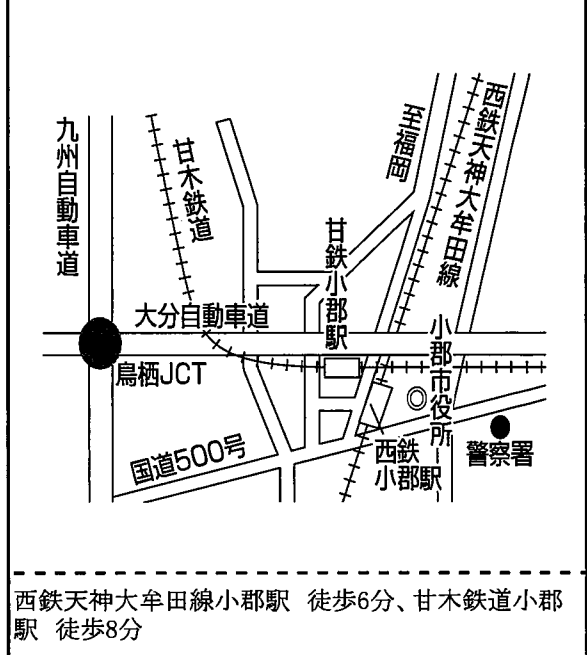 九州自動車道
甘木鉄道
至福岡
西鉄天神大牟田線
甘鉄小郡駅
大分自動車道
鳥栖JCT
小郡市役所
国道500号
西鉄
小郡駅
警察署
西鉄天神大牟田線小郡駅 徒歩6分、甘木鉄道小郡
駅 徒歩8分